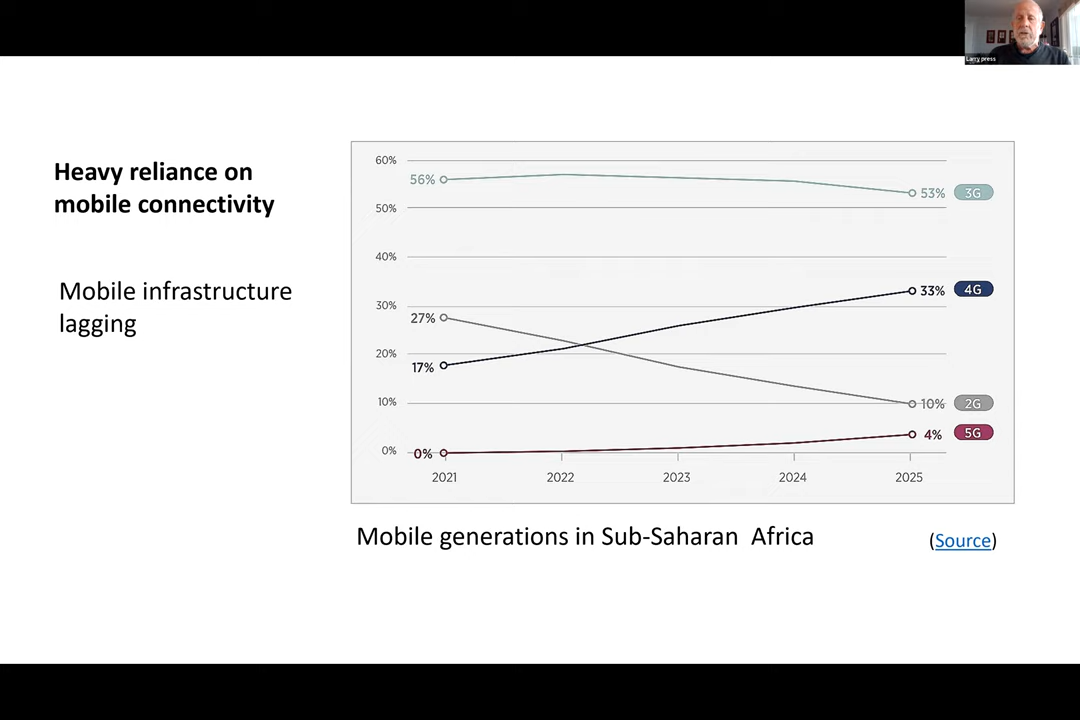 Larry press
Heavy reliance on
mobile connectivity
Mobile infrastructure
lagging
60%
56%
53%
3G
50%
40%
33%
4G
30%
27%
20%
17%
10%
10%
2G
4%
5G
0%
0%
2021 2022 2023 2024 2025
Mobile generations in Sub-Saharan Africa
(Source)